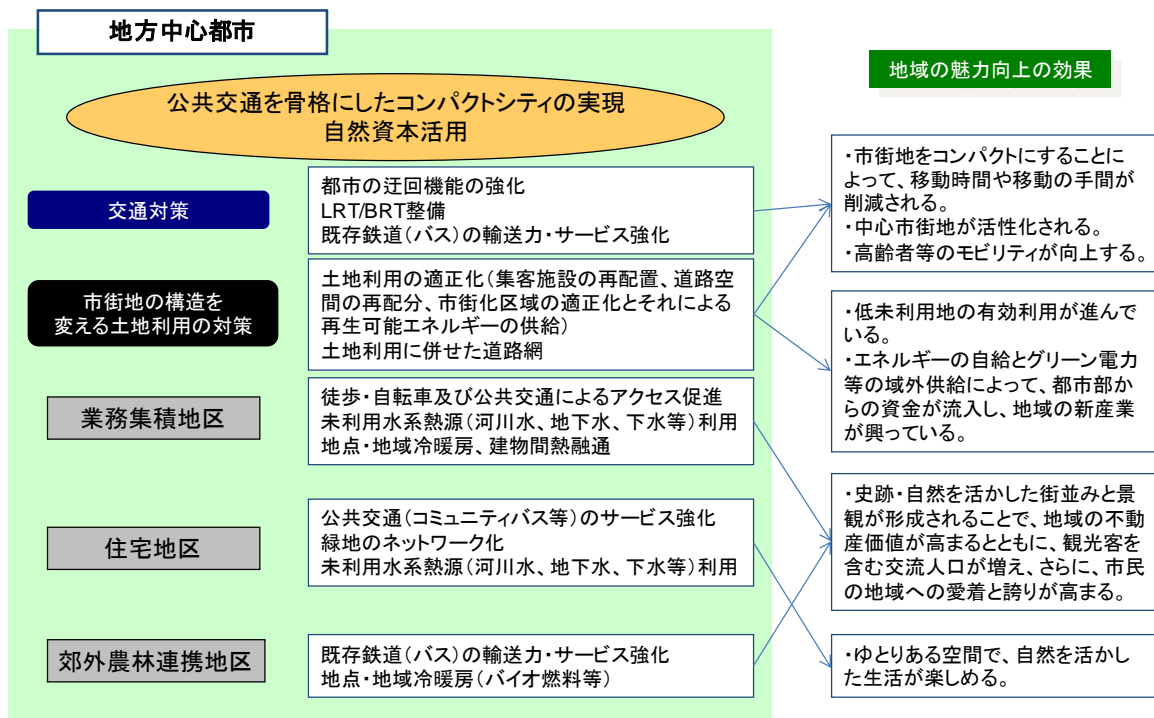 地方中心都市
公共交通を骨格にしたコンパクトシティの実現
自然資本活用
交通対策
都市の迂回機能の強化
LRT/BRT整備
既存鉄道（バス）の輸送力・サービス強化
市街地の構造を
変える土地利用の対策
土地利用の適正化（集客施設の再配置、道路空
間の再配分、市街化区域の適正化とそれによる
再生可能エネルギーの供給）
土地利用に併せた道路網
業務集積地区
徒歩・自転車及び公共交通によるアクセス促進
未利用水系熱源（河川水、地下水、下水等）利用
地点・地域冷暖房、建物間熱融通
住宅地区
公共交通（コミュニティバス等）のサービス強化
緑地のネットワーク化
未利用水系熱源（河川水、地下水、下水等）利用
郊外農林連携地区
既存鉄道（バス）の輸送力・サービス強化
地点・地域冷暖房（バイオ燃料等）
地域の魅力向上の効果
・市街地をコンパクトにすることに
よって、移動時間や移動の手間が
削減される。
・中心市街地が活性化される。
・高齢者等のモビリティが向上する。
・低未利用地の有効利用が進んで
いる。
・エネルギーの自給とグリーン電力
等の域外供給によって、都市部か
らの資金が流入し、地域の新産業
が興っている。
・史跡・自然を活かした街並みと景
観が形成されることで、地域の不動
産価値が高まるとともに、観光客を
含む交流人口が増え、さらに、市民
の地域への愛着と誇りが高まる。
・ゆとりある空間で、自然を活かし
た生活が楽しめる。